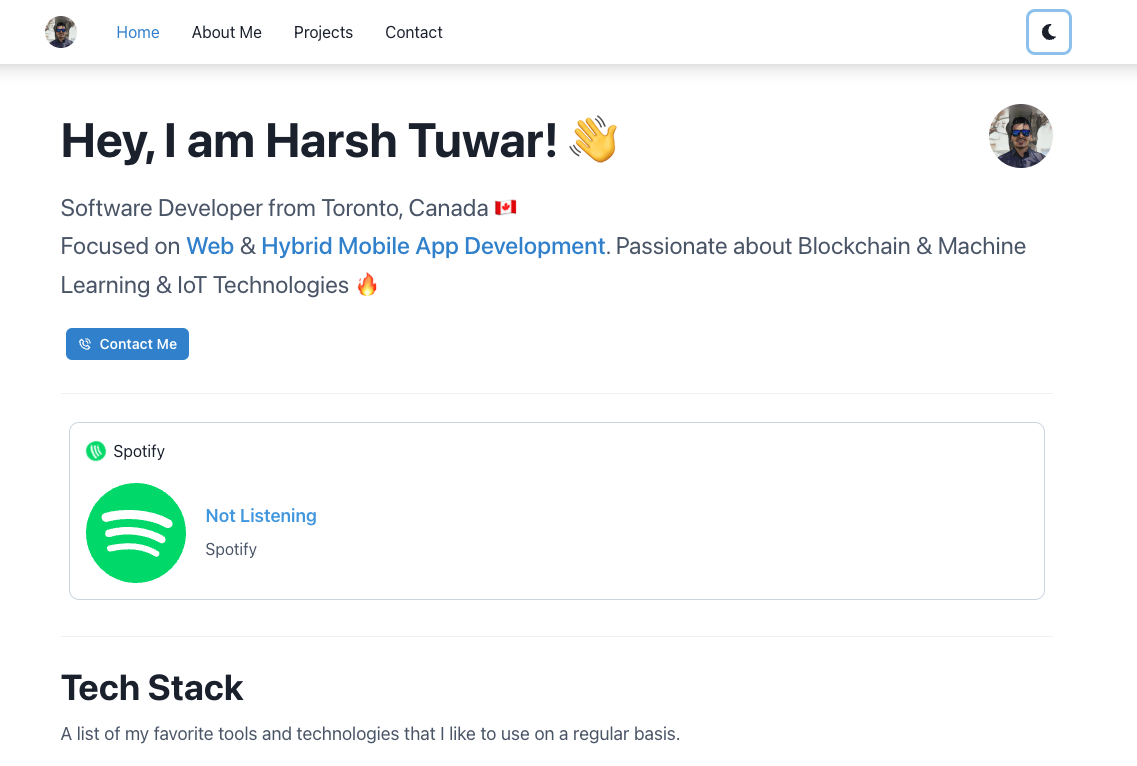 Home About Me Projects Contact
Hey, I am Harsh Tuwar! 👋
Software Developer from Toronto, Canada 🇨🇦
Focused on Web & Hybrid Mobile App Development. Passionate about Blockchain & Machine
Learning & IoT Technologies 🔥
Contact Me
Spotify
Not Listening
Spotify
Tech Stack
A list of my favorite tools and technologies that I like to use on a regular basis.